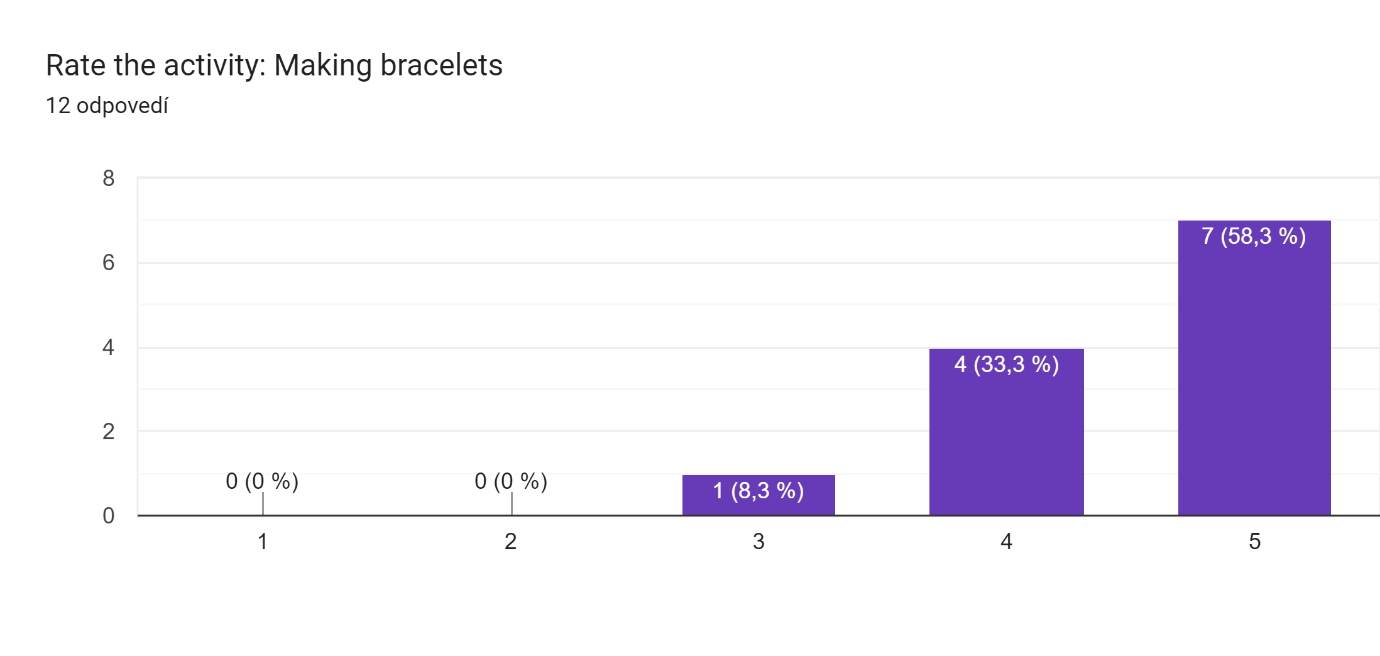 Rate the activity: Making bracelets
12 odpovedí
8
6
4
2
0
0 (0 %)
0 (0 %)
1 (8,3 %)
4 (33,3 %)
7 (58,3 %)
1 2 3 4 5